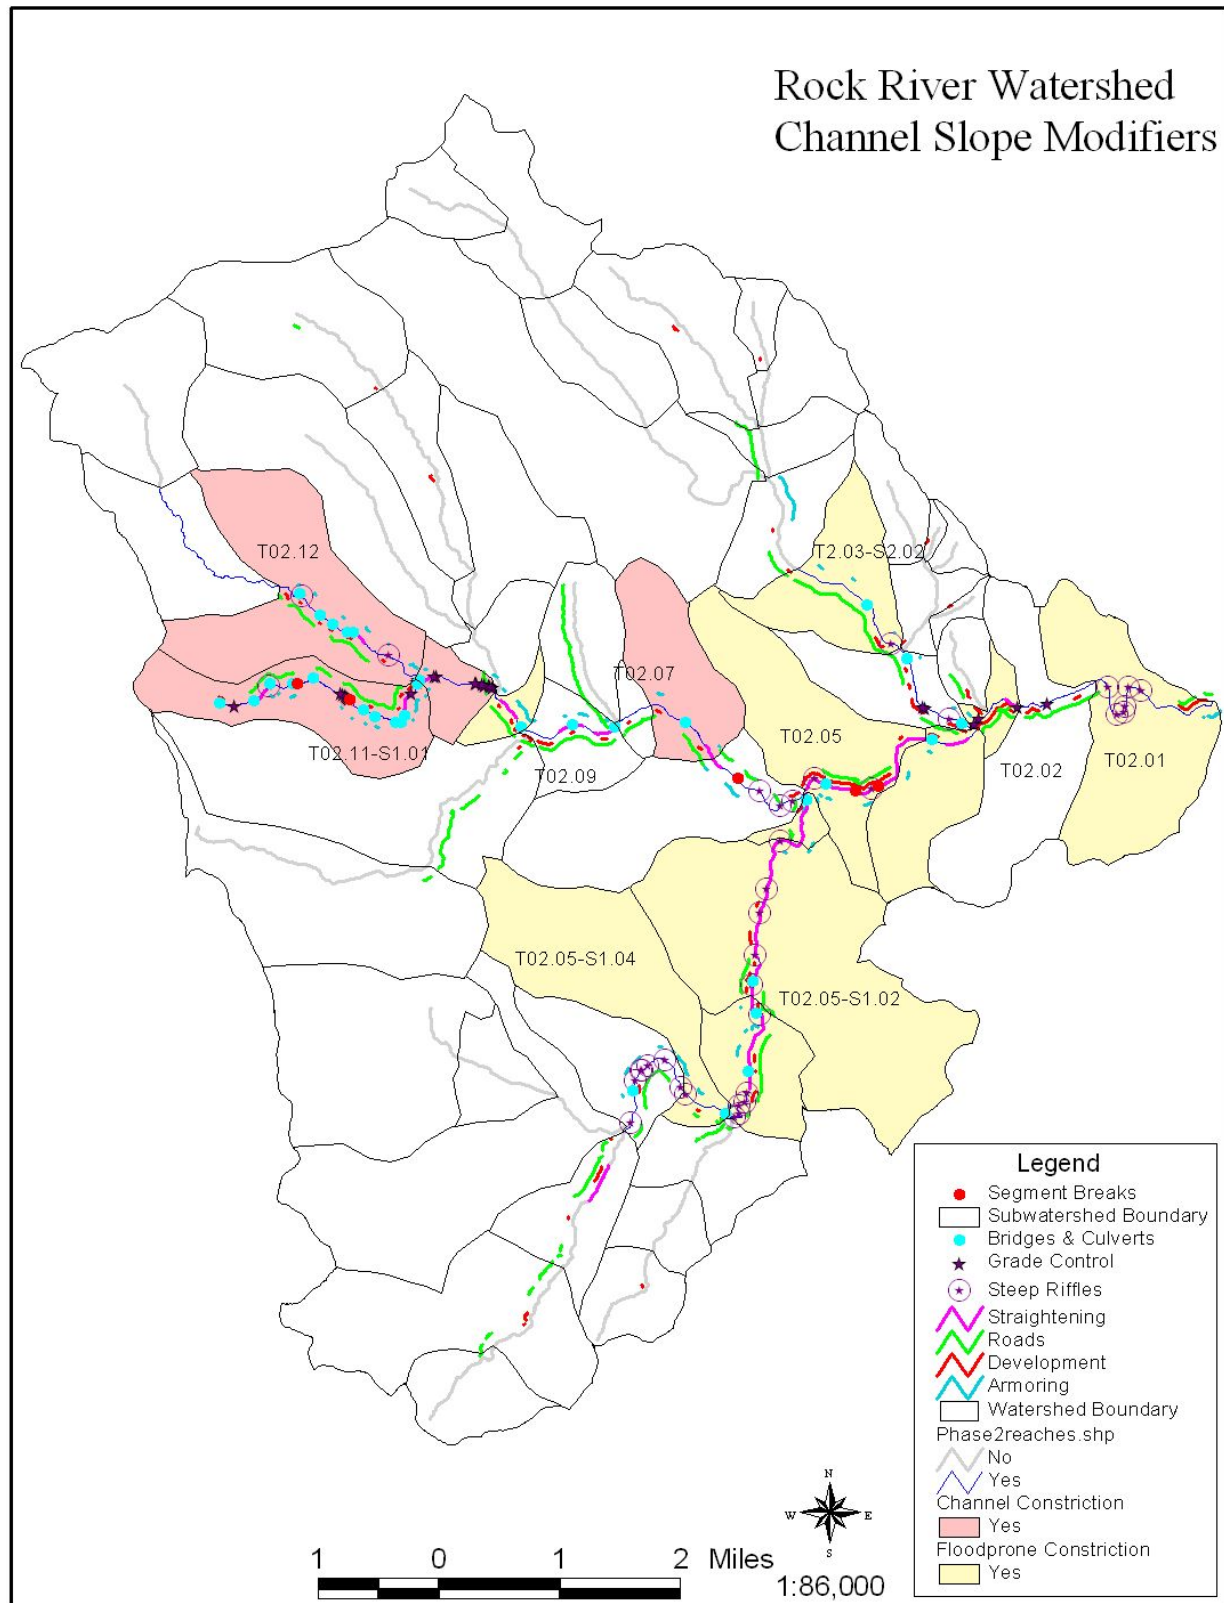 Rock River Watershed
Channel Slope Modifiers
T02.12
T2.03-S2.02
T02.07
T02.11-S1.01
T02.09
T02.05
T02.02
T02.01
T02.05-S1.04
T02.05-S1.02
Legend
Segment Breaks
Subwatershed Boundary
Bridges & Culverts
Grade Control
Steep Riffles
Straightening
Roads
Development
Armoring
Watershed Boundary
Phase2reaches.shp
No
Yes
Channel Constriction
Yes
Floodprone Constriction
Yes
N
W E
S
1 0 1 2 Miles
1:86,000